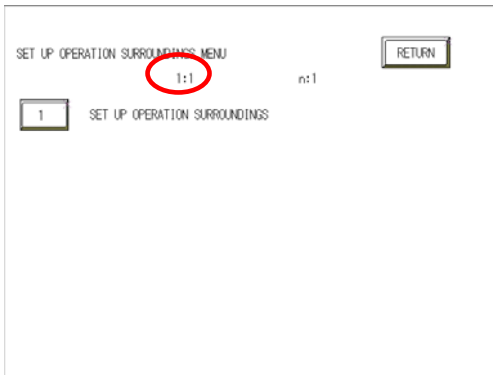 SET UP OPERATION SURROUNDINGS MENU
RETURN
1:1 n:1
1 SET UP OPERATION SURROUNDINGS